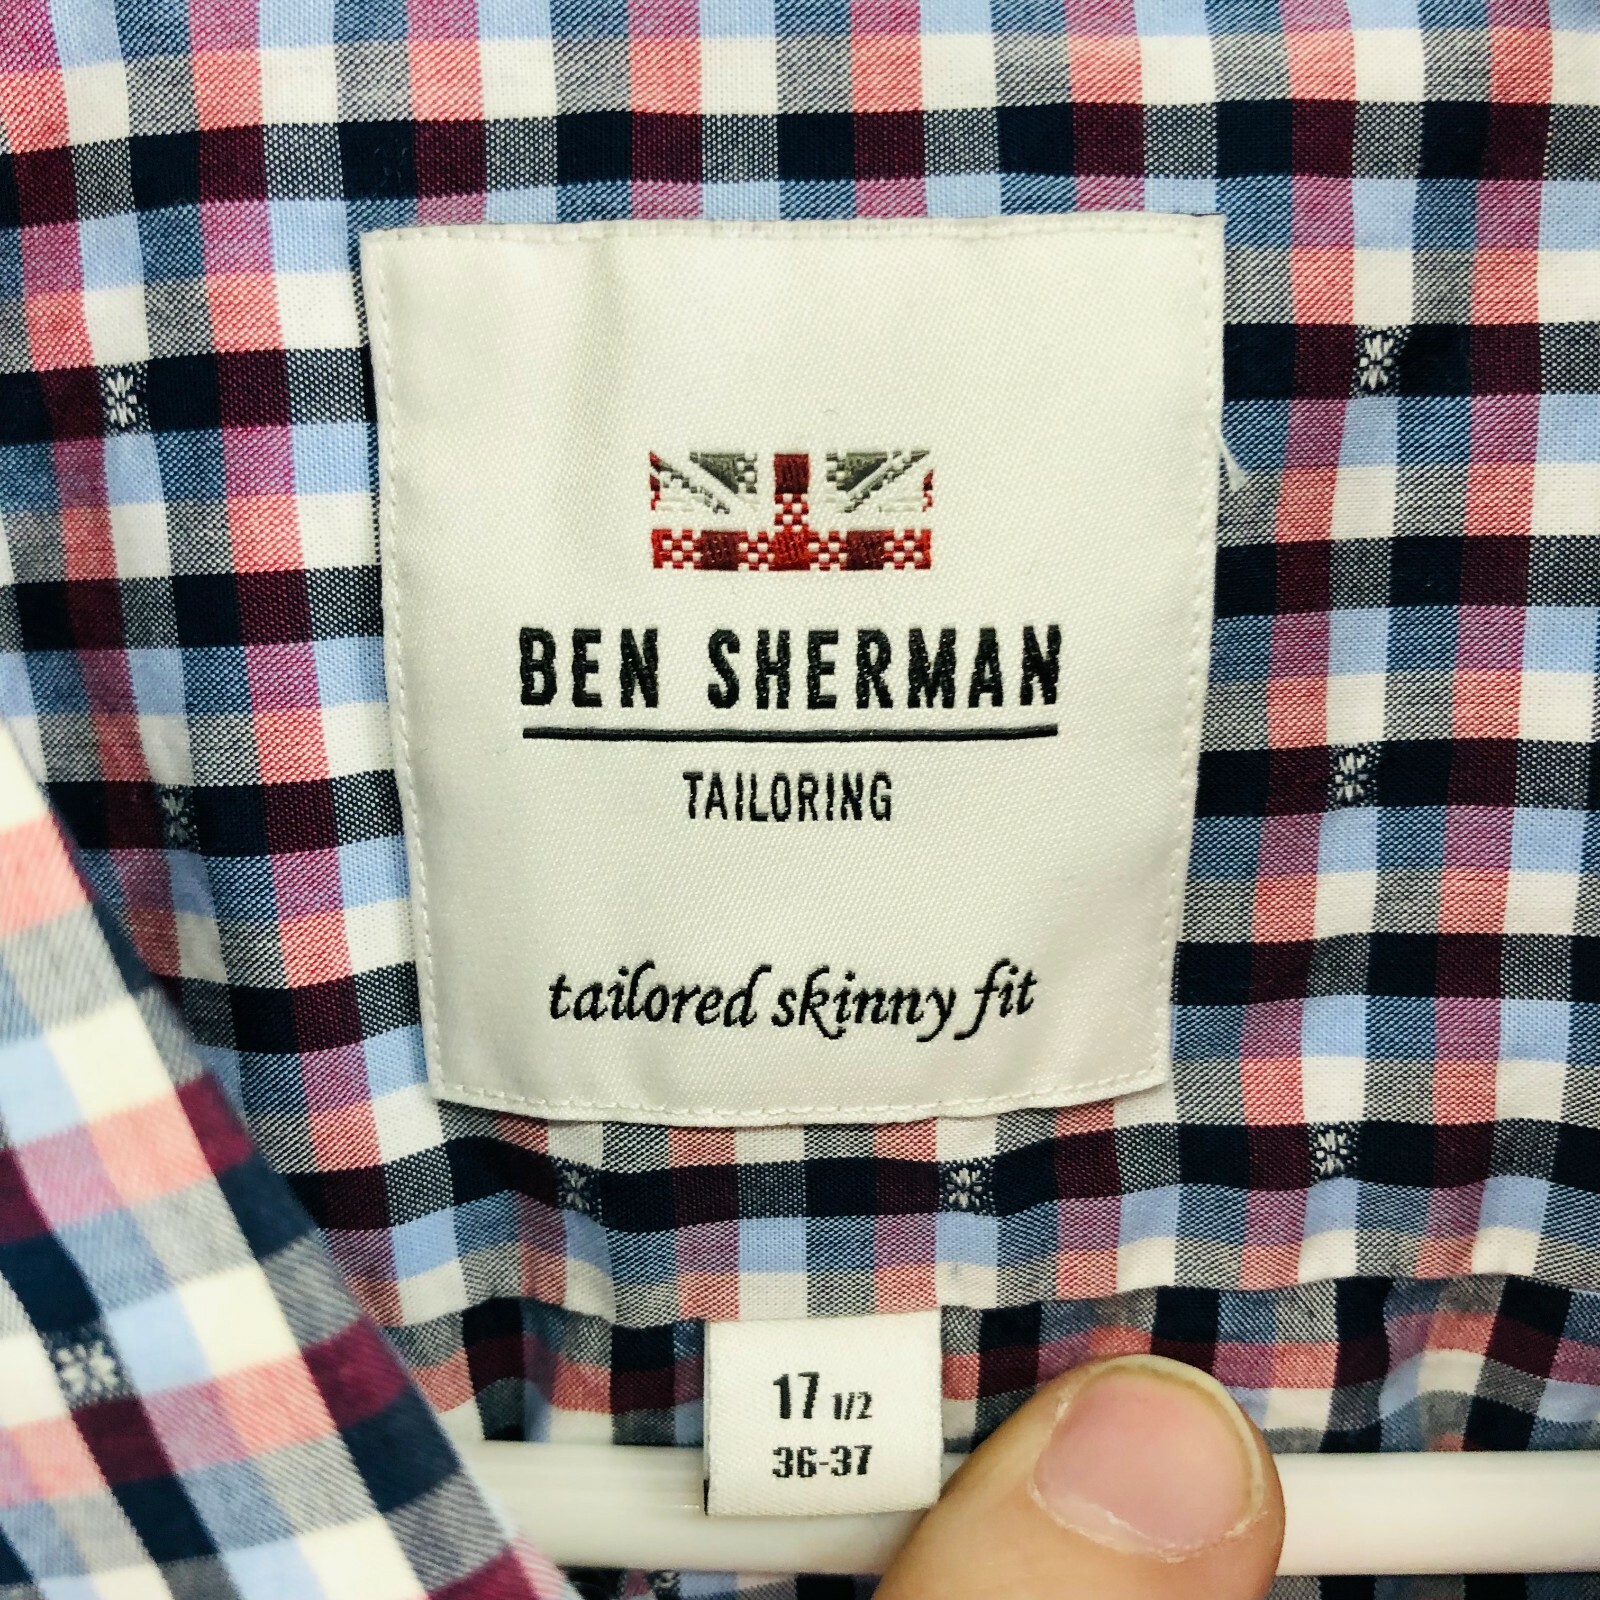 BEN SHERMAN
TAILORING
tailored skinny fit
17 1/2
36-37